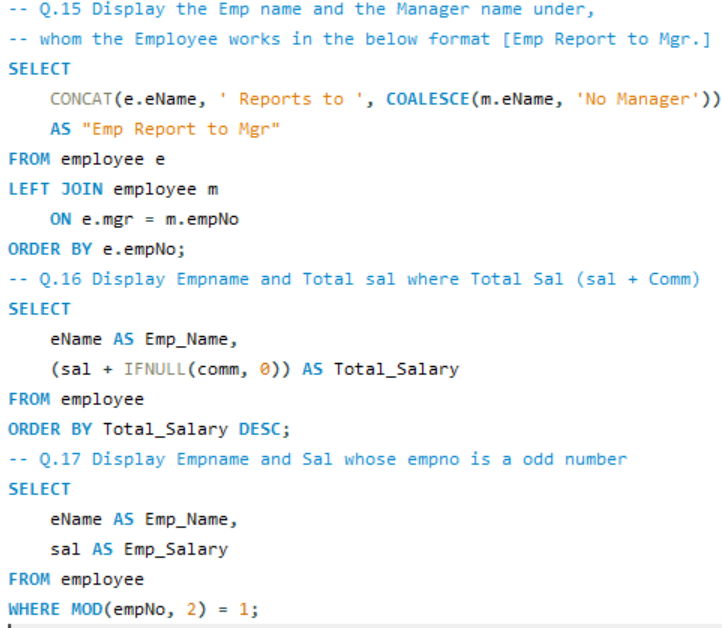 -- Q.15 Display the Emp name and the Manager name under,
-- whom the Employee works in the below format [Emp Report to Mgr.]
SELECT
CONCAT(e.eName, ' Reports to ', COALESCE(m.eName, 'No Manager'))
AS "Emp Report to Mgr"
FROM employee e
LEFT JOIN employee m
ON e.mgr = m.empNo
ORDER BY e.empNo;
-- Q.16 Display Empname and Total sal where Total Sal (sal + Comm)
SELECT
eName AS Emp_Name,
(sal + IFNULL(comm, 0)) AS Total_Salary
FROM employee
ORDER BY Total_Salary DESC;
-- Q.17 Display Empname and Sal whose empno is a odd number
SELECT
eName AS Emp_Name,
sal AS Emp_Salary
FROM employee
WHERE MOD(empNo, 2) = 1;